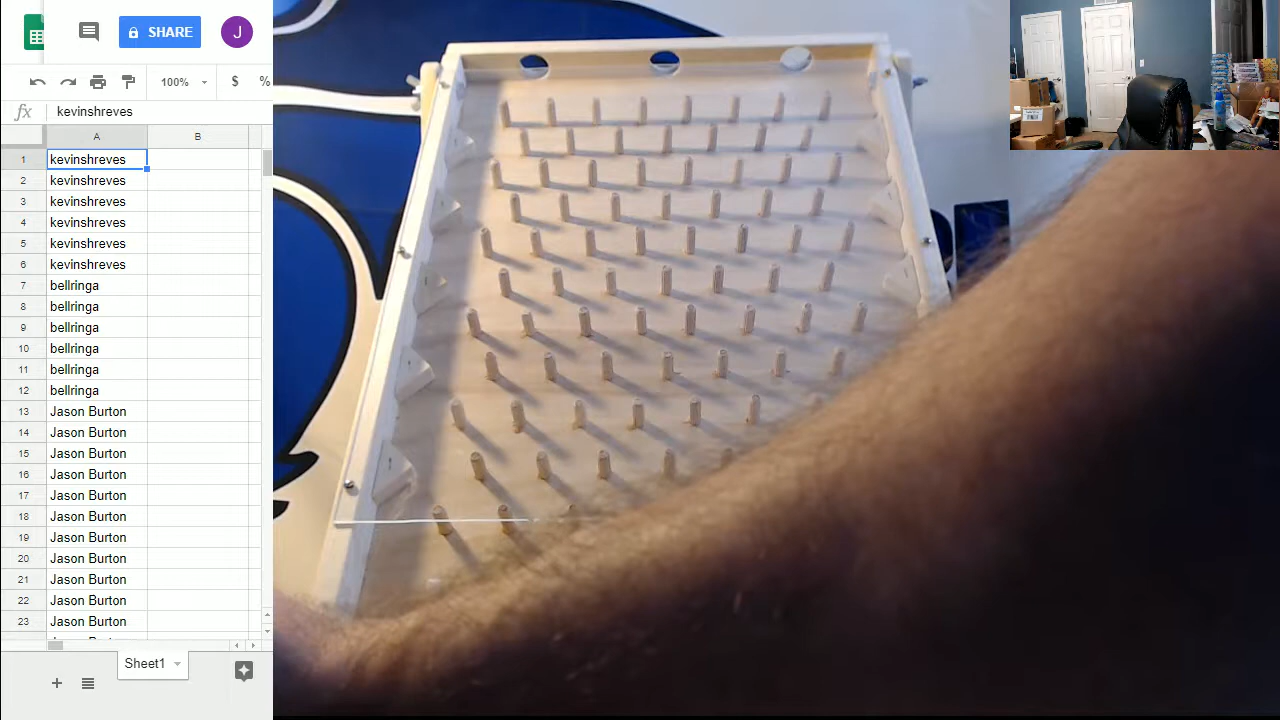 SHARE
J
100%
$
%
fx
kevinshreves
A
B
1 kevinshreves
2 kevinshreves
3 kevinshreves
4 kevinshreves
5 kevinshreves
6 kevinshreves
7 bellringa
8 bellringa
9 bellringa
10 bellringa
11 bellringa
12 bellringa
13 Jason Burton
14 Jason Burton
15 Jason Burton
16 Jason Burton
17 Jason Burton
18 Jason Burton
19 Jason Burton
20 Jason Burton
21 Jason Burton
22 Jason Burton
23 Jason Burton
Sheet1